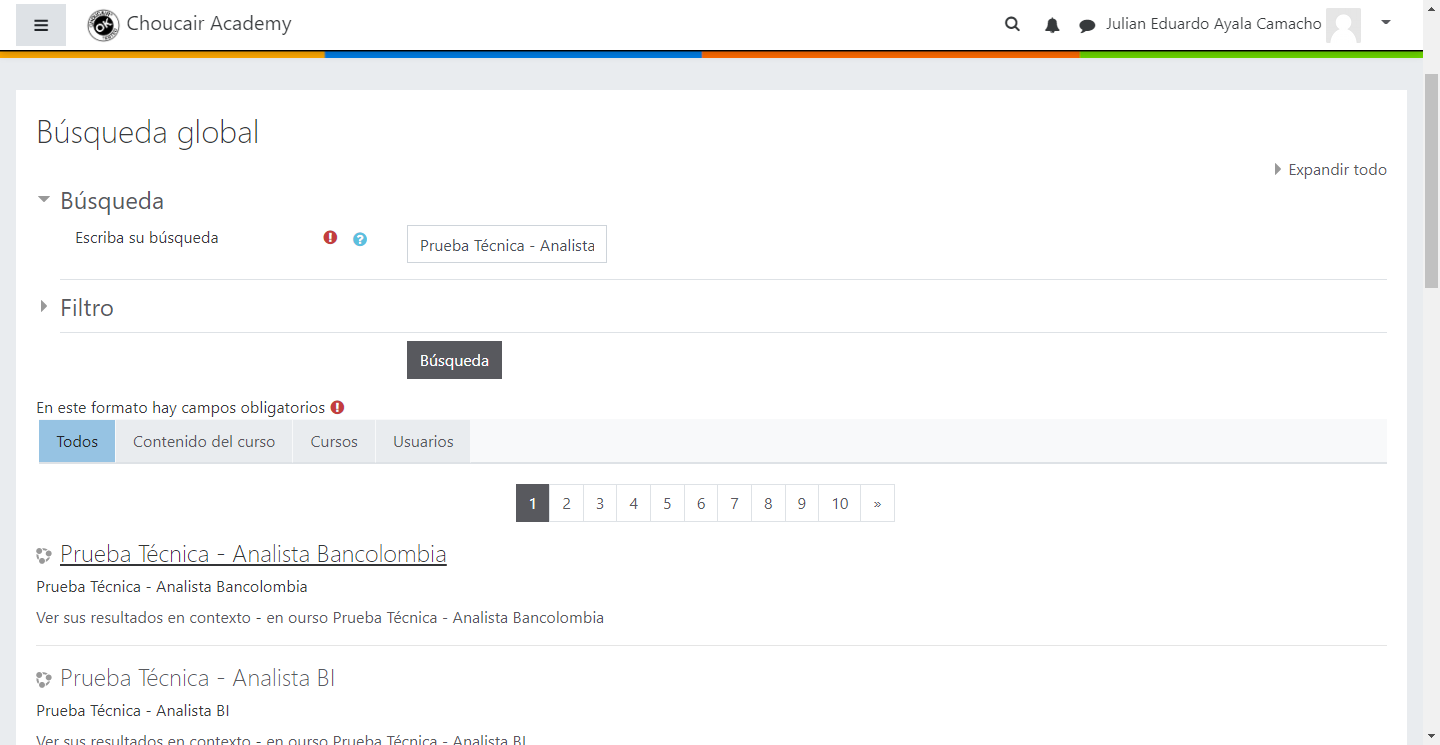 Choucair Academy
Julian Eduardo Ayala Camacho
Búsqueda global
Expandir todo
Búsqueda
Escriba su búsqueda
Prueba Técnica - Analista
Filtro
Búsqueda
En este formato hay campos obligatorios
Todos Contenido del curso Cursos Usuarios
1 2 3 4 5 6 7 8 9 10 »
Prueba Técnica - Analista Bancolombia
Prueba Técnica - Analista Bancolombia
Ver sus resultados en contexto - en ourso Prueba Técnica - Analista Bancolombia
Prueba Técnica - Analista BI
Prueba Técnica - Analista BI
Ver sus resultados en contexto - en ourso Prueba Técnica - Analista BI